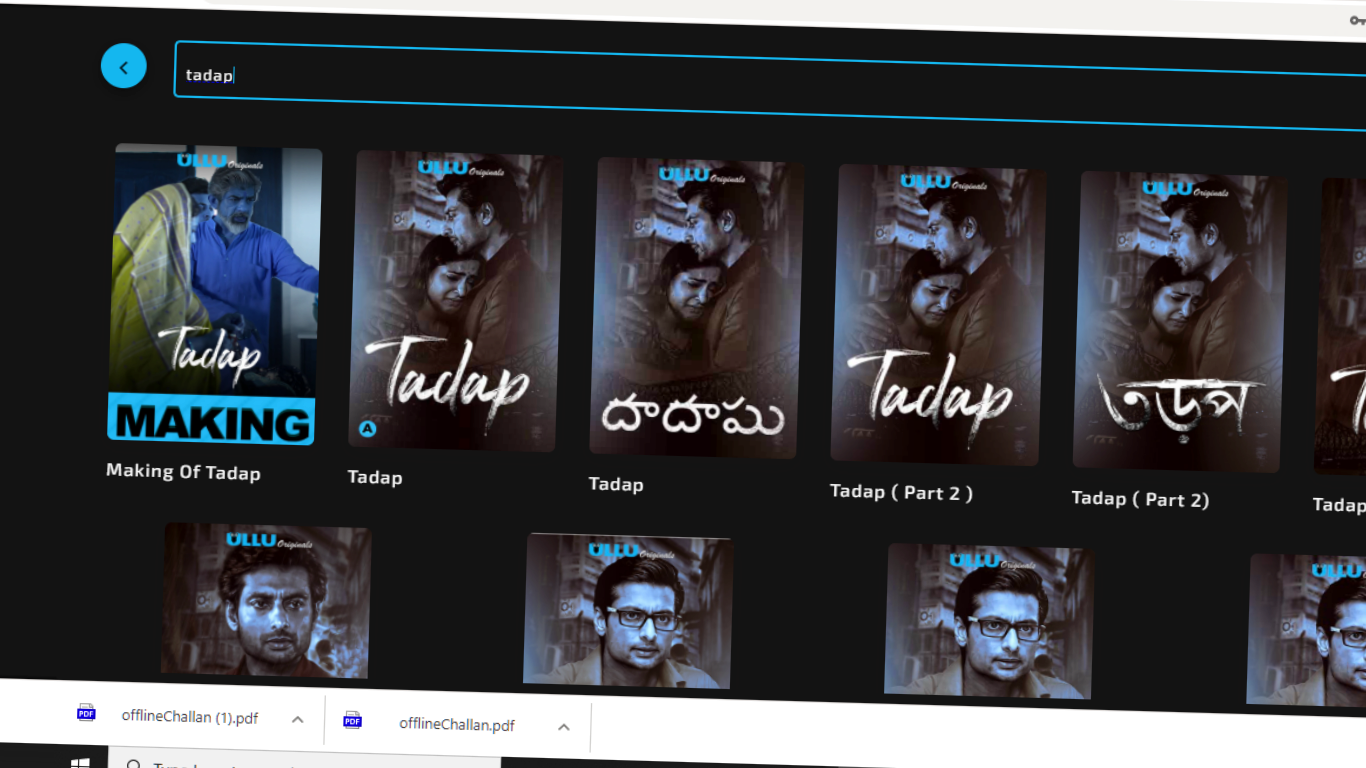 tadap
ULLU Originals
Tadap
MAKING
Making Of Tadap
ULLU Originals
Tadap
A
Tadap
ULLU Originals
దాదాఘ
Tadap
ULLU Originals
Tadap
Tadap ( Part 2 )
ULLU Originals
তড়প
Tadap ( Part 2)
Tadap
ULLU Originals
ULLU Originals
ULLU Originals
ULLU
PDF
offlineChallan (1).pdf
PDF
offlineChallan.pdf